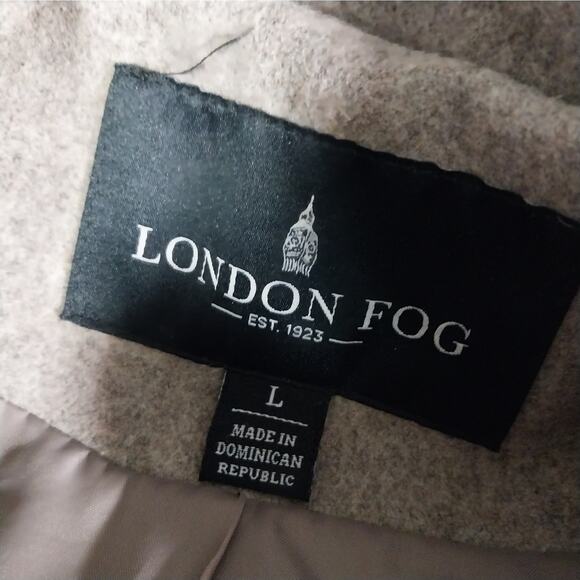 LONDON FOG
EST. 1923
L
MADE IN
DOMINICAN
REPUBLIC